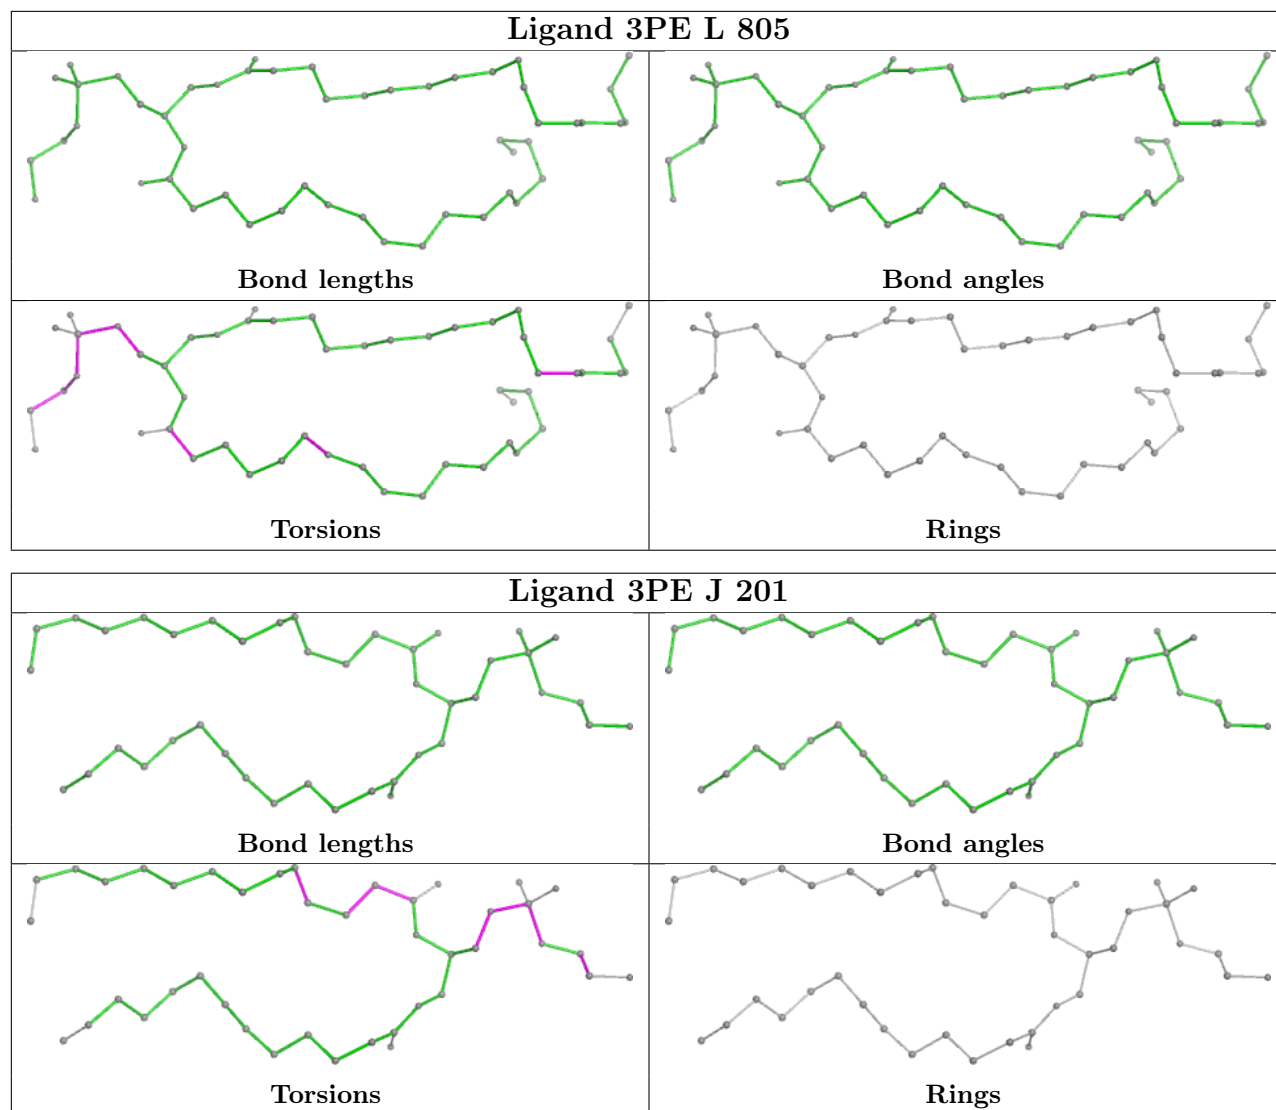 Ligand 3PE L 805
Bond lengths
Bond angles
Torsions
Rings
Ligand 3PE J 201
Bond lengths
Bond angles
Torsions
Rings